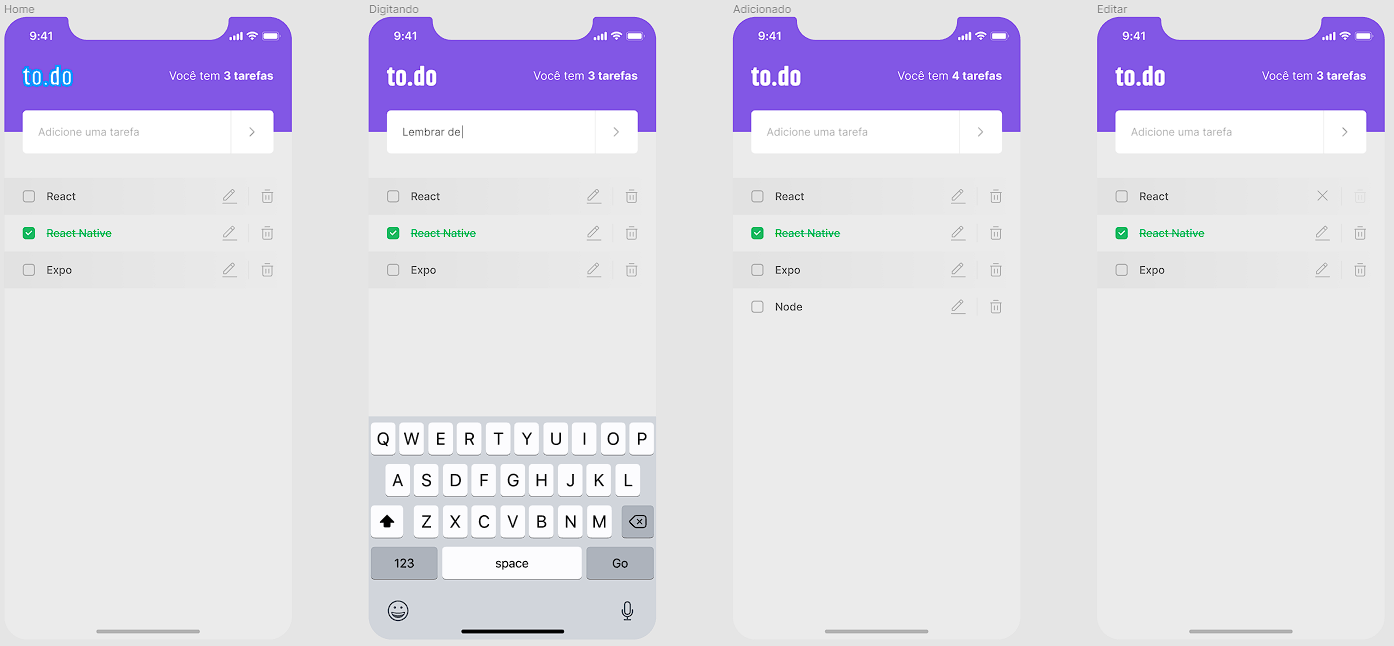 Home
9:41
to.do
Você tem 3 tarefas
Adicione uma tarefa
React
React Native
Expo
Digitando
9:41
to.do
Você tem 3 tarefas
Lembrar de
React
React Native
Expo
Q W E R T Y U I O P
A S D F G H J K L
Z X C V B N M
123 space Go
Adicionado
9:41
to.do
Você tem 4 tarefas
Adicione uma tarefa
React
React Native
Expo
Node
Editar
9:41
to.do
Você tem 3 tarefas
Adicione uma tarefa
React
React Native
Expo